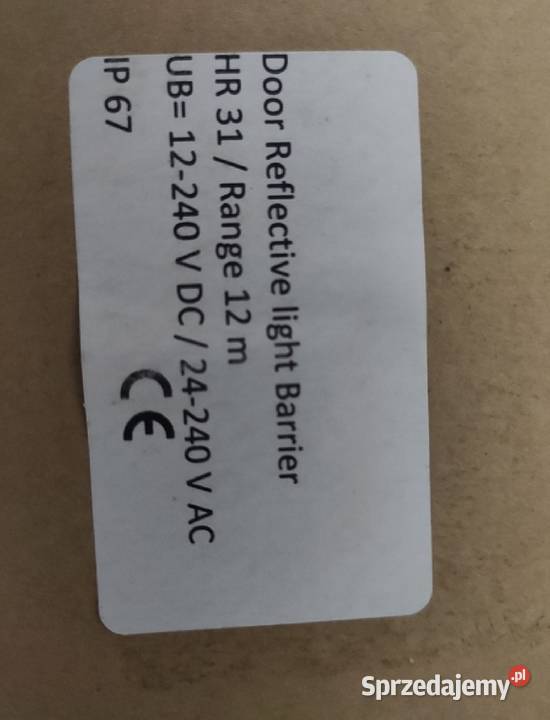 Door Reflective light Barrier
HR 31 / Range 12 m
UB= 12-240 V DC / 24-240 V AC
IP 67
CE
Sprzedajemy.pl